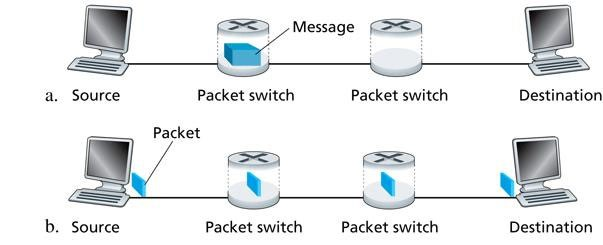 Message
a. Source Packet switch Packet switch Destination
Packet
b. Source Packet switch Packet switch Destination